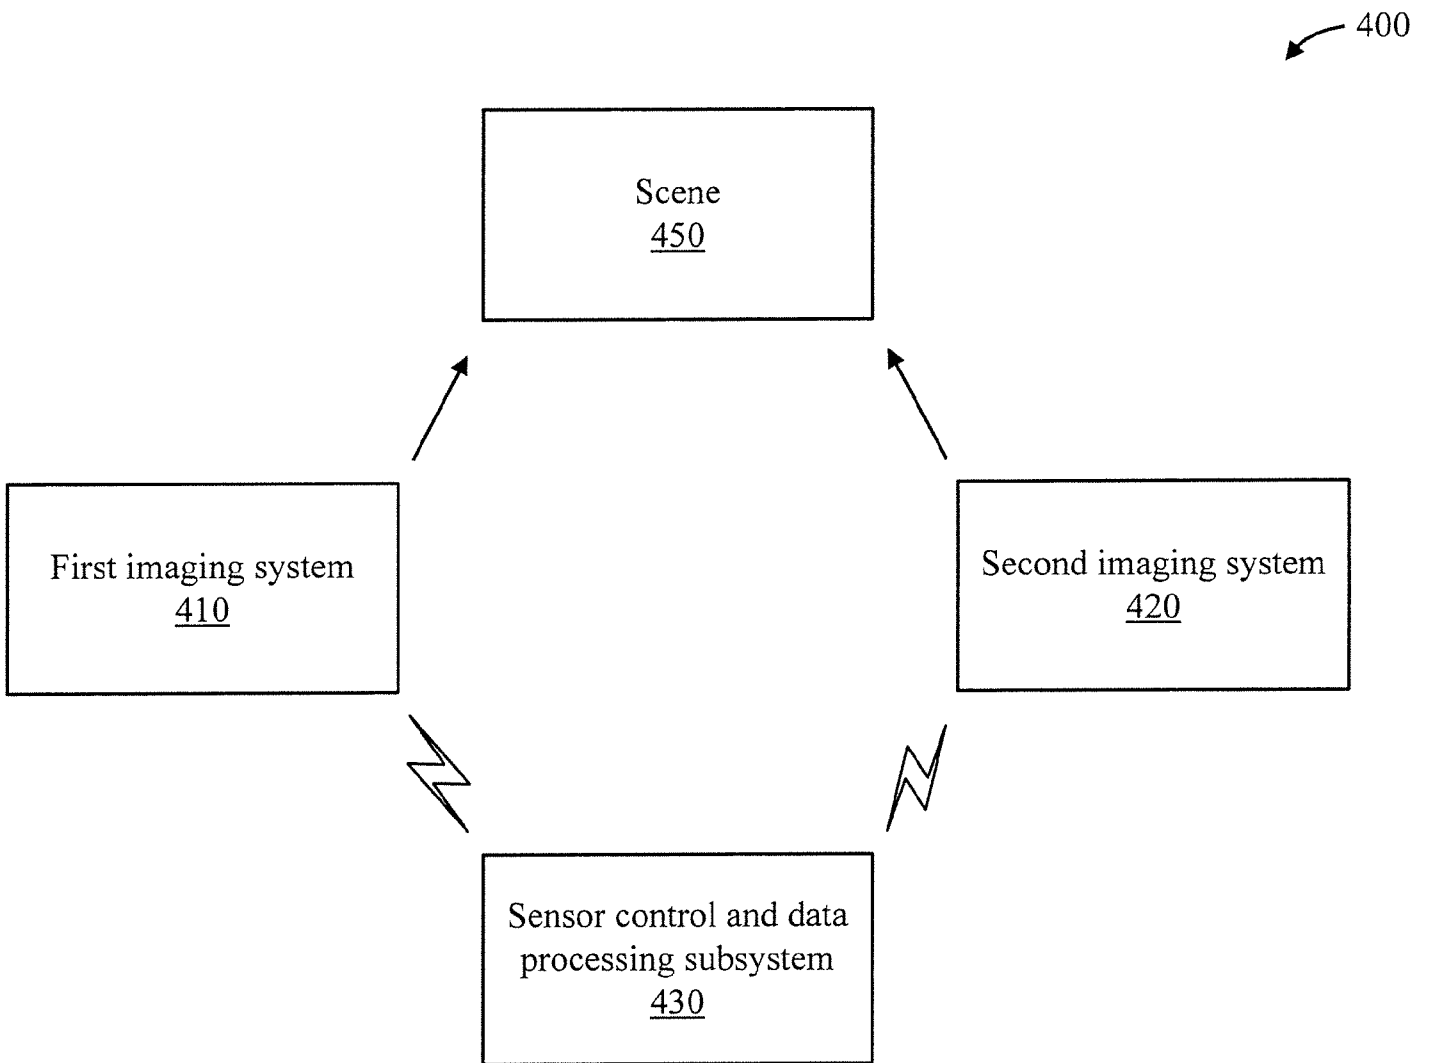 400
Scene
450
First imaging system
410
Second imaging system
420
Sensor control and data
processing subsystem
430